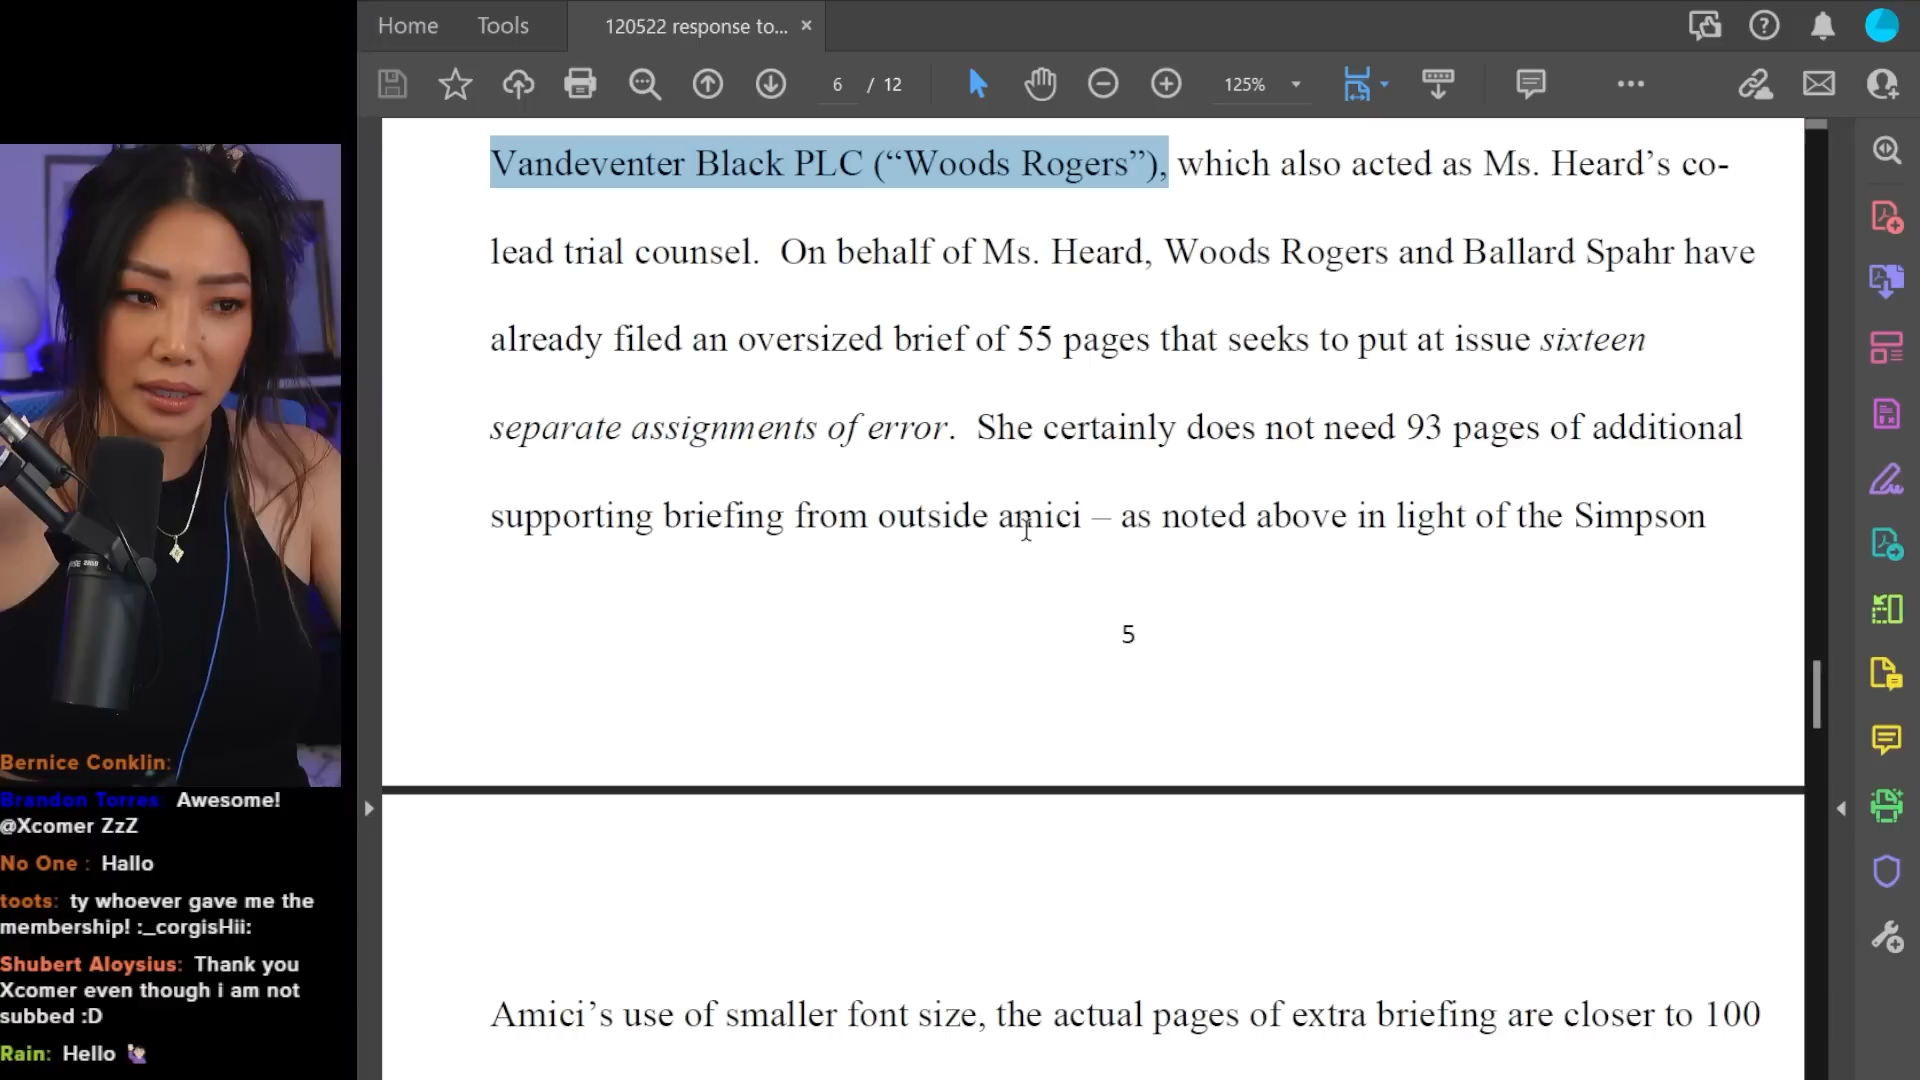 Home
Tools
120522 response to...
6 / 12
125%
Vandeventer Black PLC (“Woods Rogers”), which also acted as Ms. Heard’s co-
lead trial counsel. On behalf of Ms. Heard, Woods Rogers and Ballard Spahr have
already filed an oversized brief of 55 pages that seeks to put at issue sixteen
separate assignments of error. She certainly does not need 93 pages of additional
supporting briefing from outside amici – as noted above in light of the Simpson
5
Amici’s use of smaller font size, the actual pages of extra briefing are closer to 100
Bernice Conklin:
Brandon Torres Awesome!
@Xcomer ZzZ
No One : Hallo
toots: ty whoever gave me the
membership! :_corgisHii:
Shubert Aloysius: Thank you
Xcomer even though i am not
subbed :D
Rain: Hello 🙋🏻‍♀️